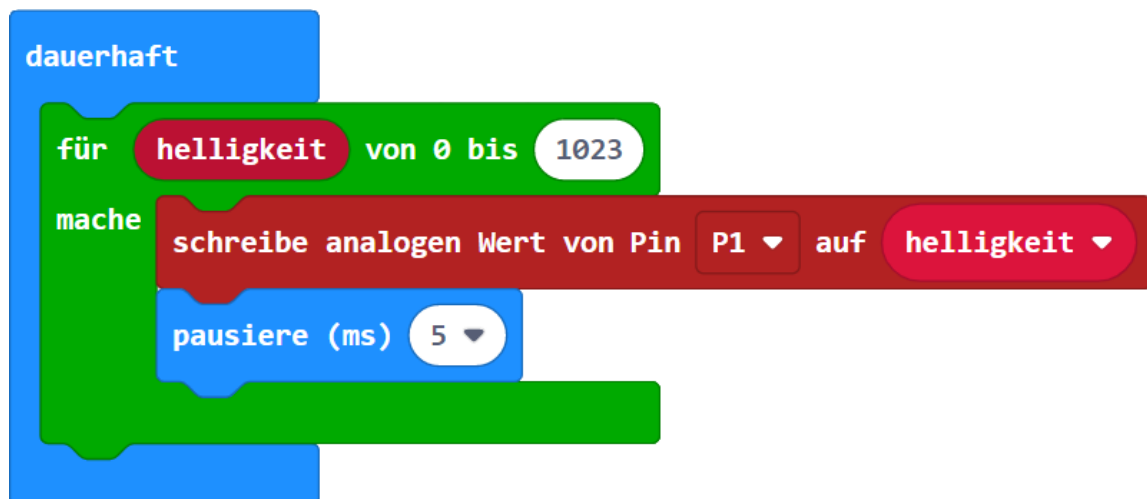 dauerhaft
für helligkeit von 0 bis 1023
mache
schreibe analogen Wert von Pin P1 auf helligkeit
pausiere (ms) 5